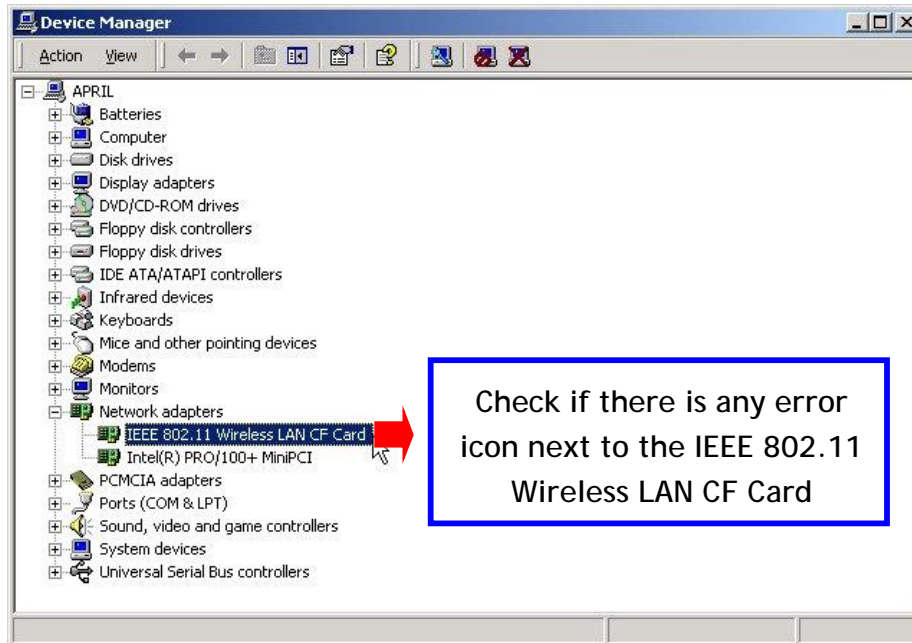 Device Manager
Action View
APRIL
Batteries
Computer
Disk drives
Display adapters
DVD/CD-ROM drives
Floppy disk controllers
Floppy disk drives
IDE ATA/ATAPI controllers
Infrared devices
Keyboards
Mice and other pointing devices
Modems
Monitors
Network adapters
IEEE 802.11 Wireless LAN CF Card
Intel(R) PRO/100+ MiniPCI
PCMCIA adapters
Ports (COM & LPT)
Sound, video and game controllers
System devices
Universal Serial Bus controllers
Check if there is any error
icon next to the IEEE 802.11
Wireless LAN CF Card